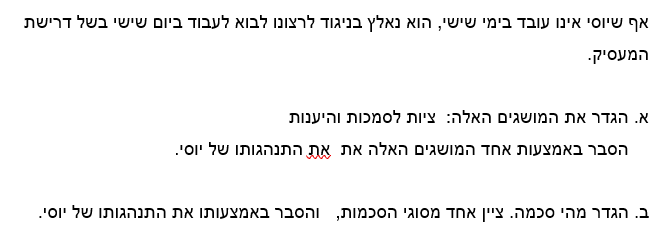 אף שיוסי אינו עובד בימי שישי, הוא נאלץ בניגוד לרצונו לבוא לעבוד ביום שישי בשל דרישת
המעסיק.
א. הגדר את המושגים האלה: ציות לסמכות והיענות
הסבר באמצעות אחד המושגים האלה את את התנהגותו של יוסי.
ב. הגדר מהי סכמה. ציין אחד מסוגי הסכמות, והסבר באמצעותו את התנהגותו של יוסי.